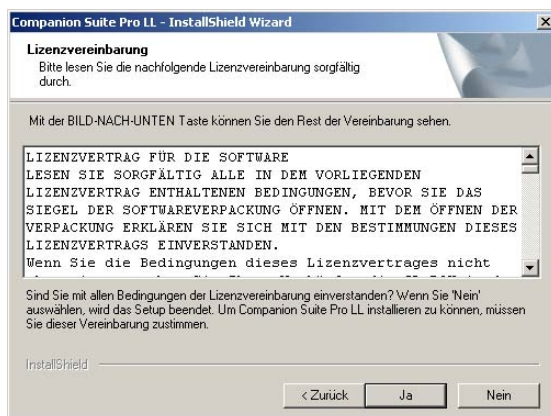 Companion Suite Pro LL - InstallShield Wizard
Lizenzvereinbarung
Bitte lesen Sie die nachfolgende Lizenzvereinbarung sorgfältig
durch.
Mit der BILD-NACH-UNTEN Taste können Sie den Rest der Vereinbarung sehen.
LIZENZVERTRAG FÜR DIE SOFTWARE
LESEN SIE SORGFÄLTIG ALLE IN DEM VORLIEGENDEN
LIZENZVERTRAG ENTHALTENEN BEDINGUNGEN, BEVOR SIE DAS
SIEGEL DER SOFTWAREVERPACKUNG ÖFFNEN. MIT DEM ÖFFNEN DER
VERPACKUNG ERKLÄREN SIE SICH MIT DEN BESTIMMUNGEN DIESES
LIZENZVERTRAGS EINVERSTANDEN.
Wenn Sie die Bedingungen dieses Lizenzvertrages nicht
Sind Sie mit allen Bedingungen der Lizenzvereinbarung einverstanden? Wenn Sie 'Nein'
auswählen, wird das Setup beendet. Um Companion Suite Pro LL installieren zu können, müssen
Sie dieser Vereinbarung zustimmen.
InstallShield
< Zurück
Ja
Nein